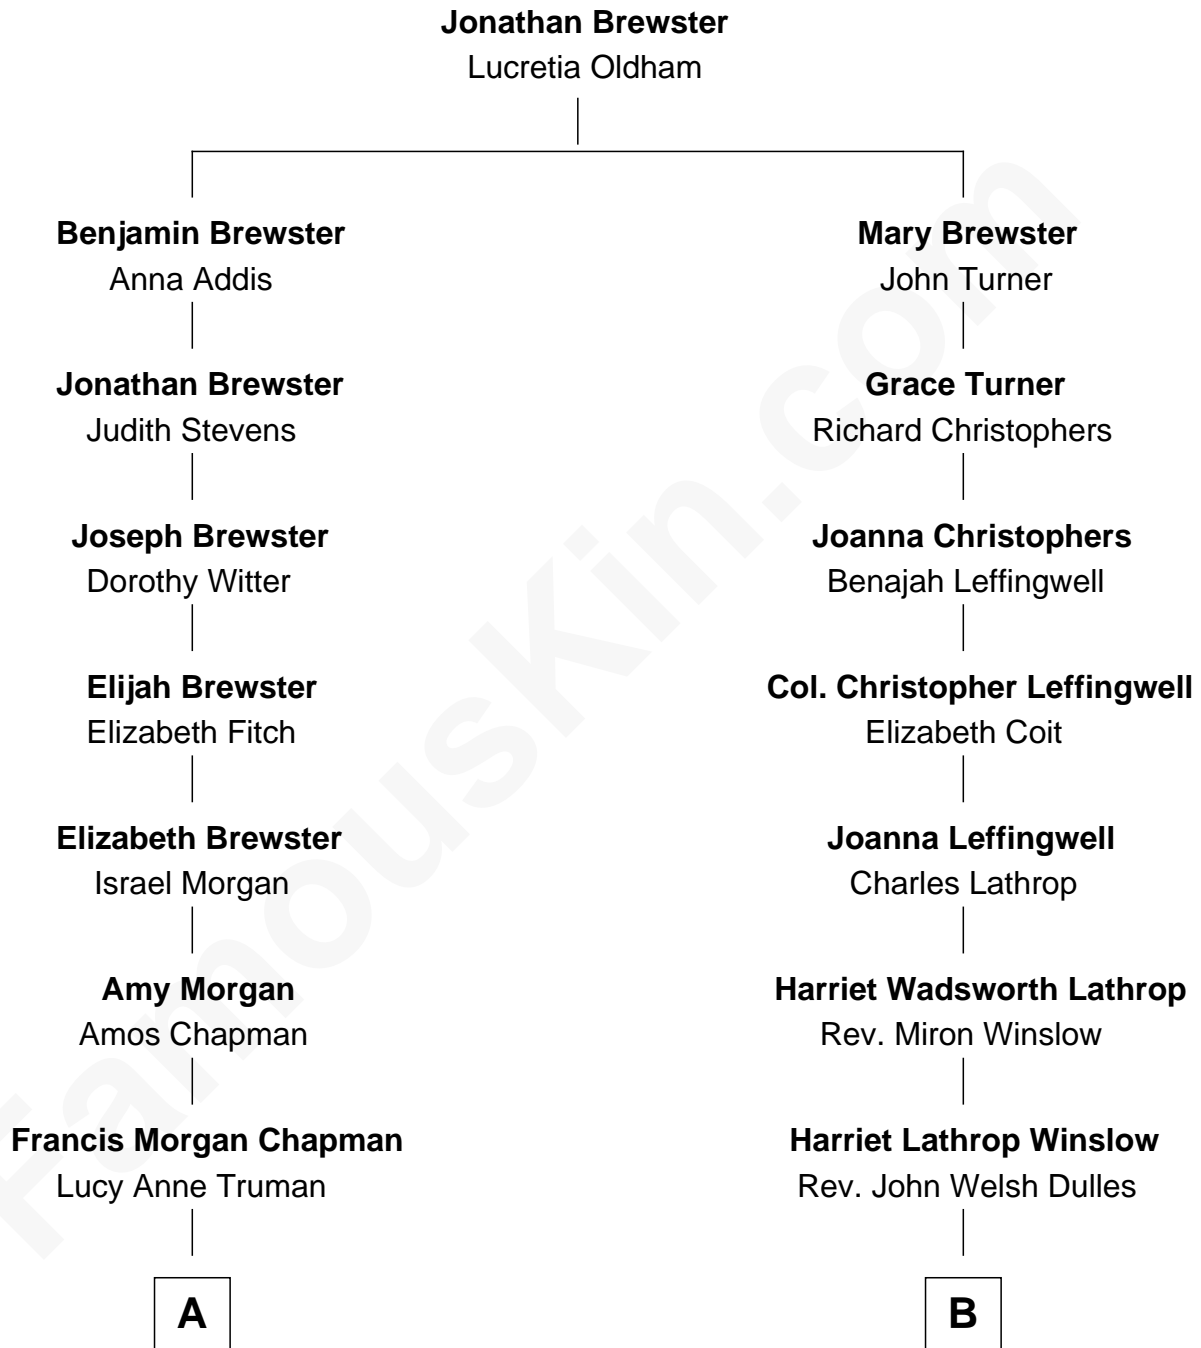 Jonathan Brewster
Lucretia Oldham
Benjamin Brewster
Anna Addis
Mary Brewster
John Turner
Jonathan Brewster
Judith Stevens
Grace Turner
Richard Christophers
Joseph Brewster
Dorothy Witter
Joanna Christophers
Benajah Leffingwell
Elijah Brewster
Elizabeth Fitch
Col. Christopher Leffingwell
Elizabeth Coit
Elizabeth Brewster
Israel Morgan
Joanna Leffingwell
Charles Lathrop
Amy Morgan
Amos Chapman
Harriet Wadsworth Lathrop
Rev. Miron Winslow
Francis Morgan Chapman
Lucy Anne Truman
Harriet Lathrop Winslow
Rev. John Welsh Dulles
A
B
FamousKin.com